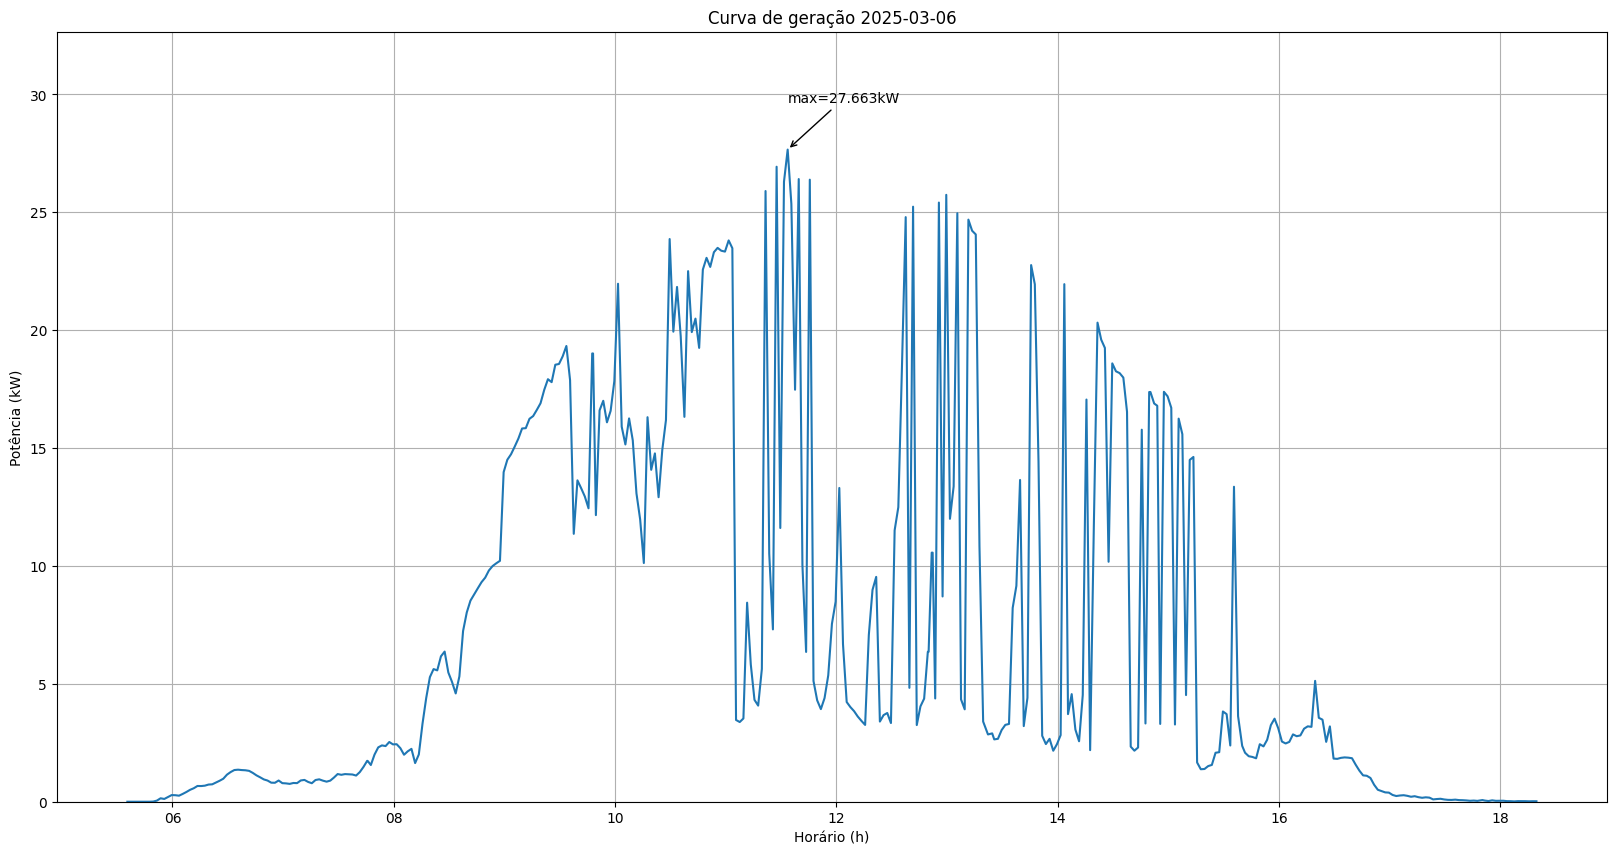 Curva de geração 2025-03-06
max=27.663kW
30
25
20
15
10
5
0
Potência (kW)
06 08 10 12 14 16 18
Horário (h)